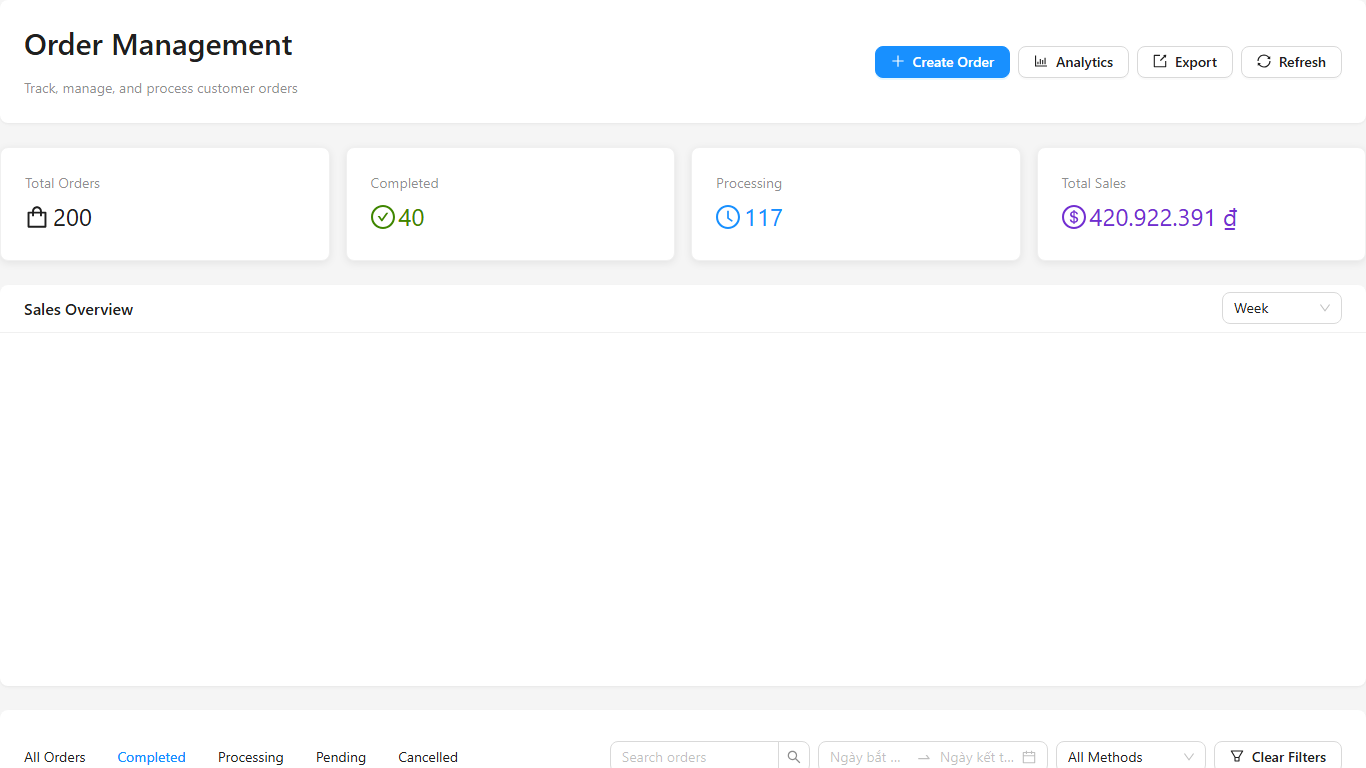 Order Management
Track, manage, and process customer orders
Create Order
Analytics
Export
Refresh
Total Orders
200
Completed
40
Processing
117
Total Sales
420.922.391 ₫
Sales Overview
Week
All Orders
Completed
Processing
Pending
Cancelled
Search orders
Ngày bắt ...
Ngày kết t...
All Methods
Clear Filters